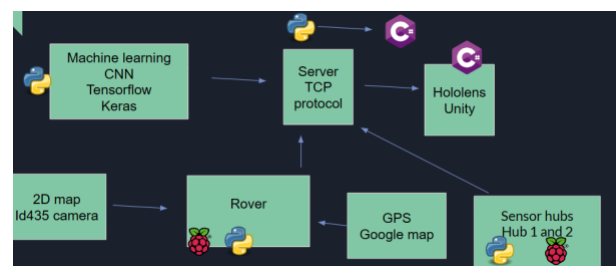 Machine learning
CNN
Tensorflow
Keras
Server
TCP
protocol
C#
C#
Hololens
Unity
2D map
Id435 camera
Rover
GPS
Google map
Sensor hubs
Hub 1 and 2